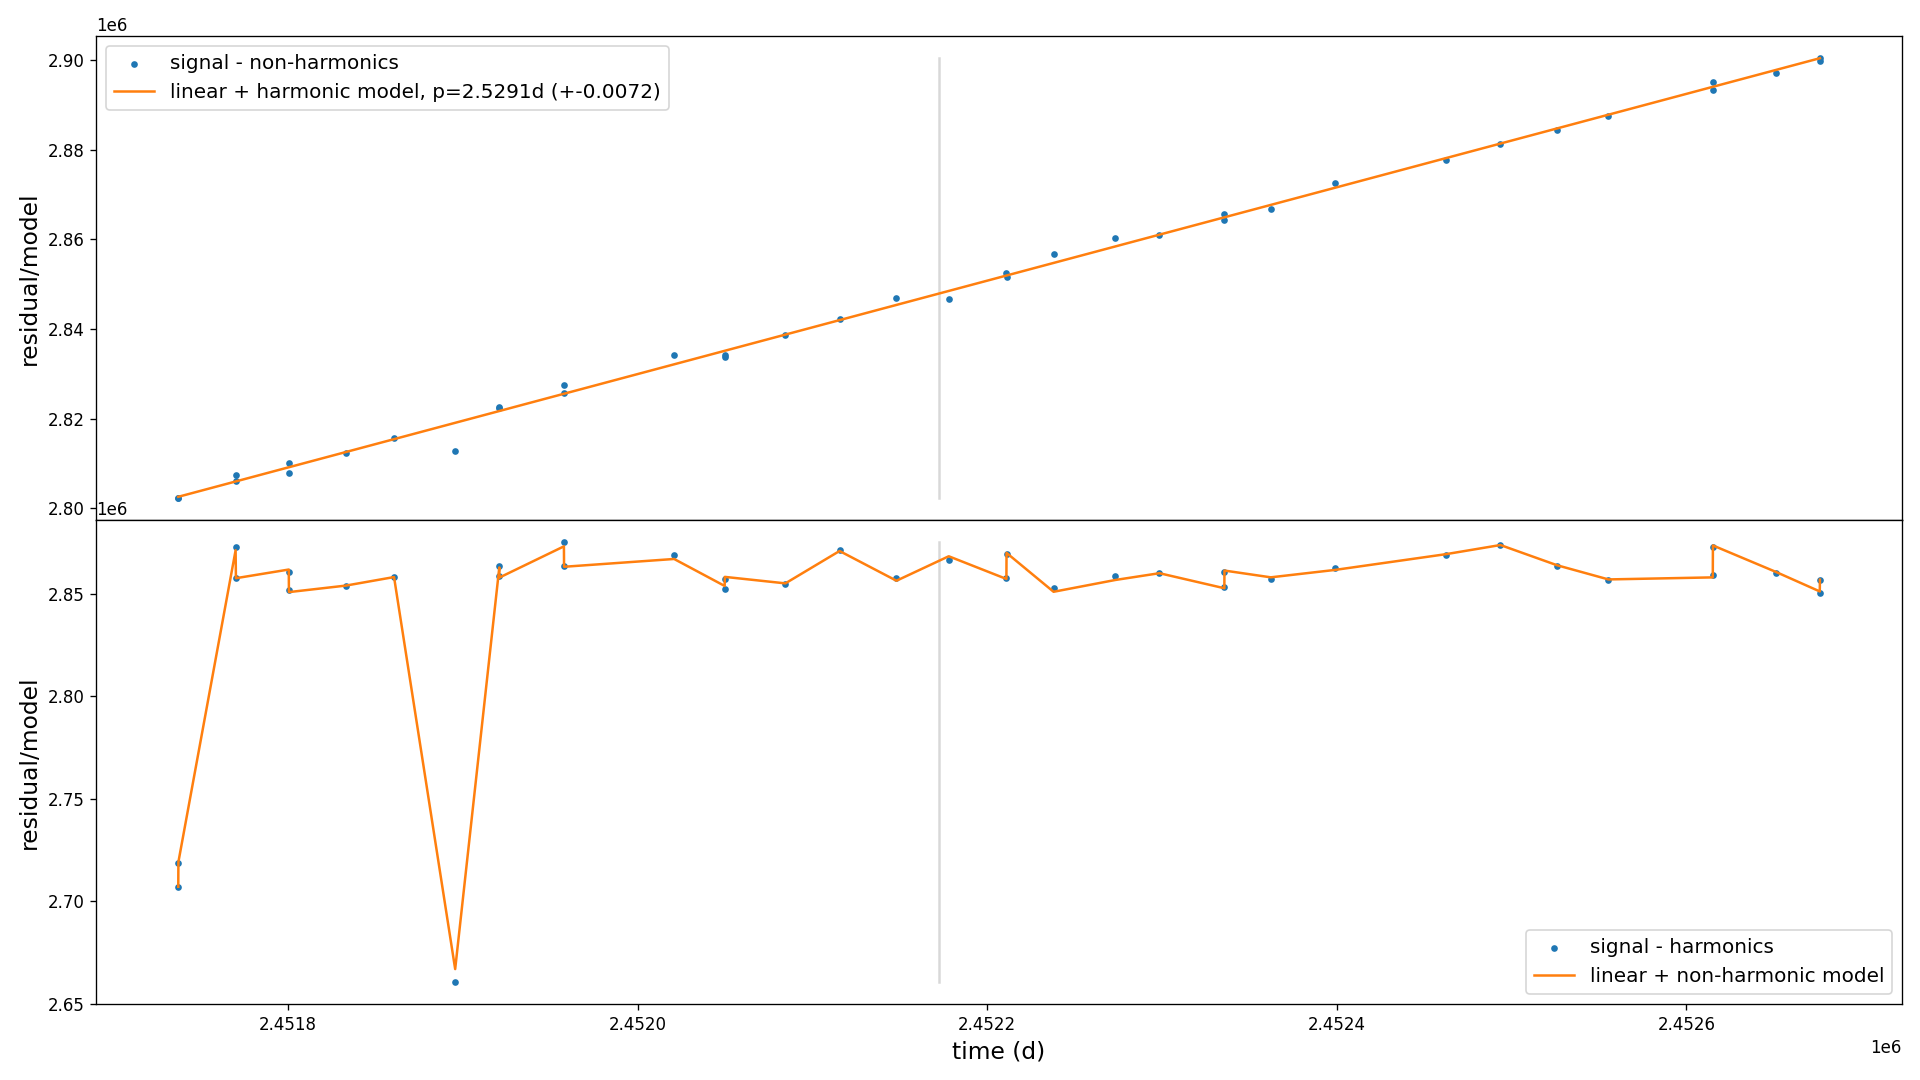 1e6
signal - non-harmonics
linear + harmonic model, p=2.5291d (+-0.0072)
2.90
2.88
2.86
2.84
2.82
2.80
residual/model
1e6
2.85
2.80
2.75
2.70
2.65
residual/model
signal - harmonics
linear + non-harmonic model
2.4518
2.4520
2.4522
2.4524
2.4526
time (d)
1e6